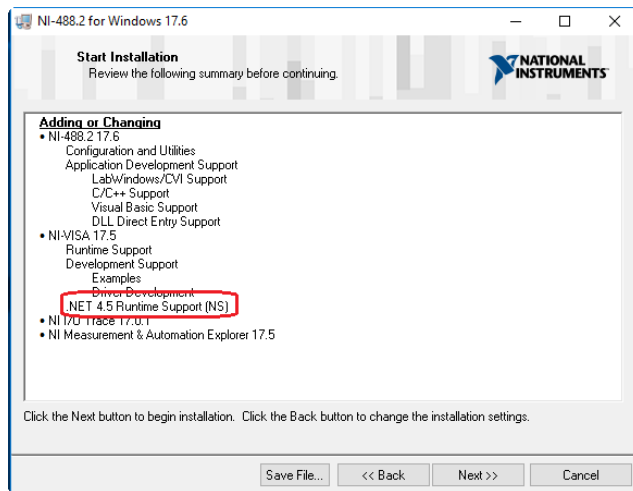 NI-488.2 for Windows 17.6
Start Installation
Review the following summary before continuing.
NATIONAL
INSTRUMENTS
Adding or Changing
• NI-488.2 17.6
Configuration and Utilities
Application Development Support
LabWindows/CVI Support
C/C++ Support
Visual Basic Support
DLL Direct Entry Support
• NI-VISA 17.5
Runtime Support
Development Support
Examples
Driver Development
.NET 4.5 Runtime Support (NS)
• NI I/O Trace 17.0.1
• NI Measurement & Automation Explorer 17.5
Click the Next button to begin installation. Click the Back button to change the installation settings.
Save File...
<< Back
Next >>
Cancel